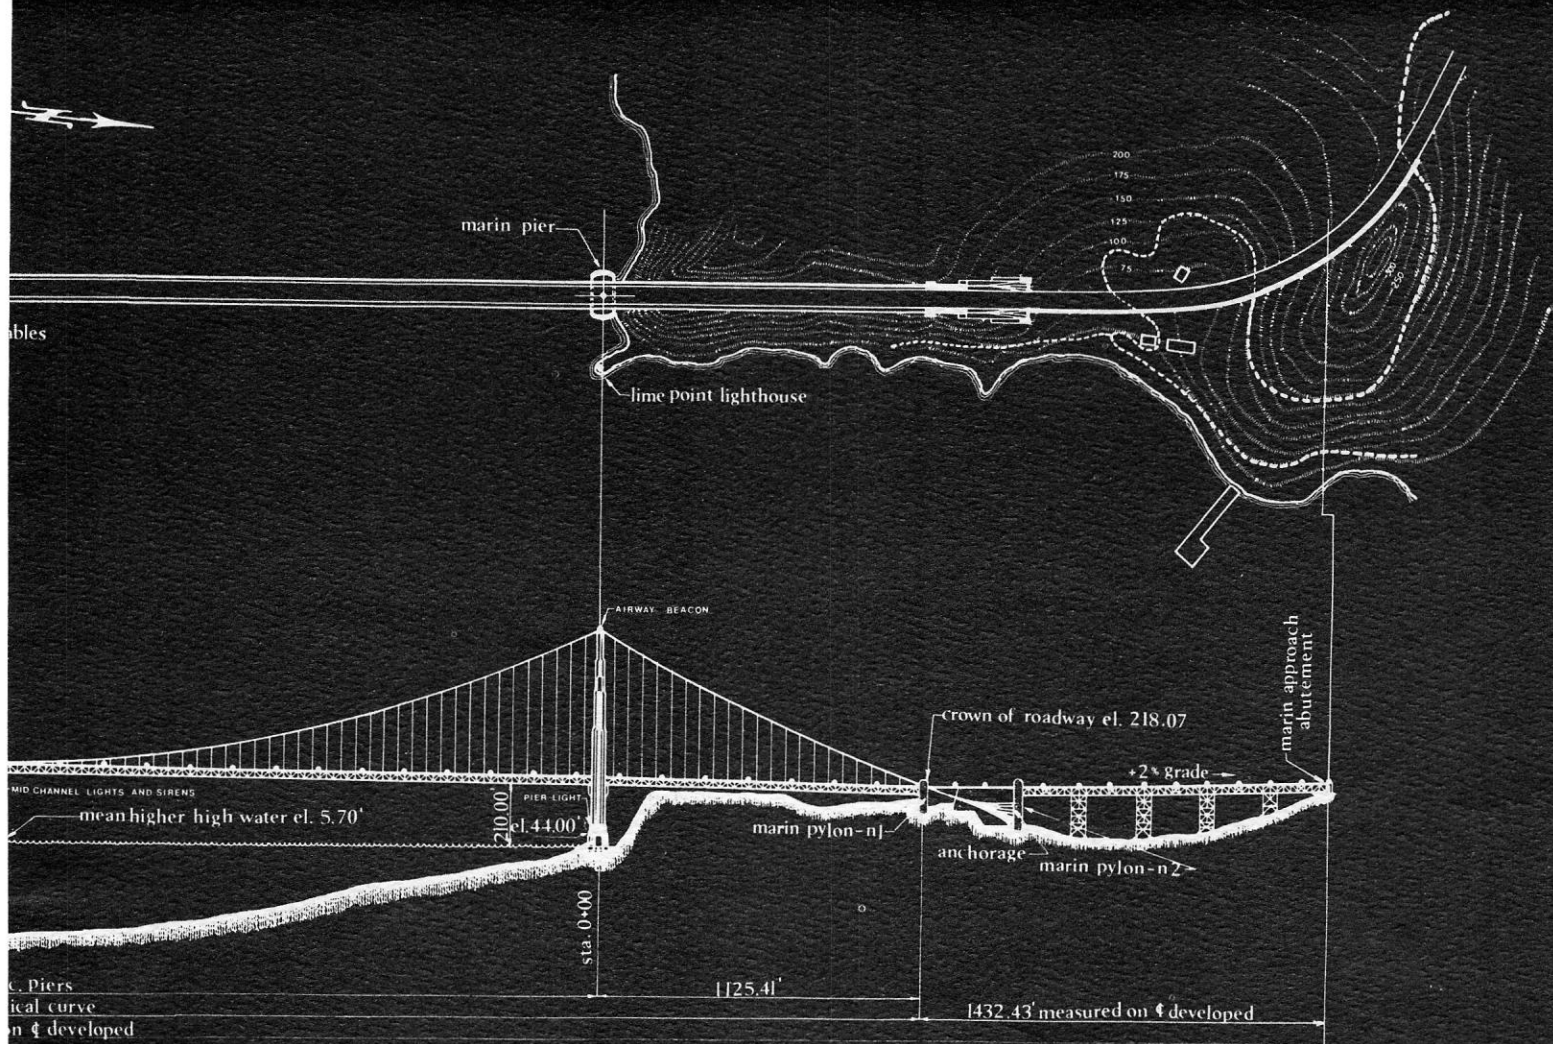 200
175
150
125
100
75
marin pier
ables
lime point lighthouse
AIRWAY BEACON
marin approach
abutement
crown of roadway el. 218.07
+2% grade
MID CHANNEL LIGHTS AND SIRENS
PIER LIGHT
210.00'
mean higher high water el. 5.70'
el.44.00'
marin pylon-n1
anchorage
marin pylon-n2
sta. 0+00
c. Piers
1125.41'
ical curve
1432.43' measured on ℄ developed
on ℄ developed